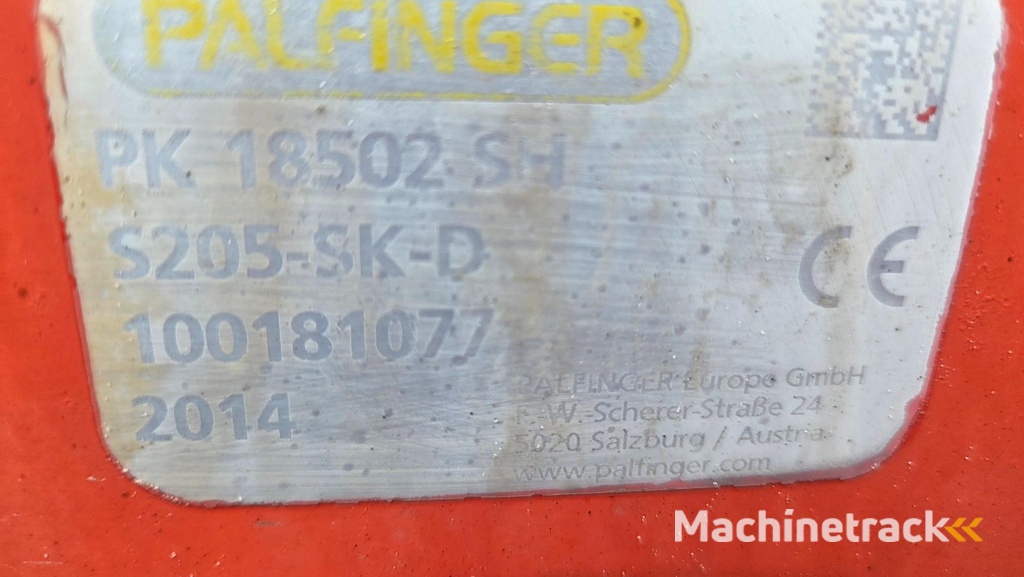 PALFINGER
PK 18502 SH
S205-SK-D
100181077
2014
CE
PALFINGER Europe GmbH
F.-W.-Scherer-Straße 24
5020 Salzburg / Austria
www.palfinger.com
Machinetrack